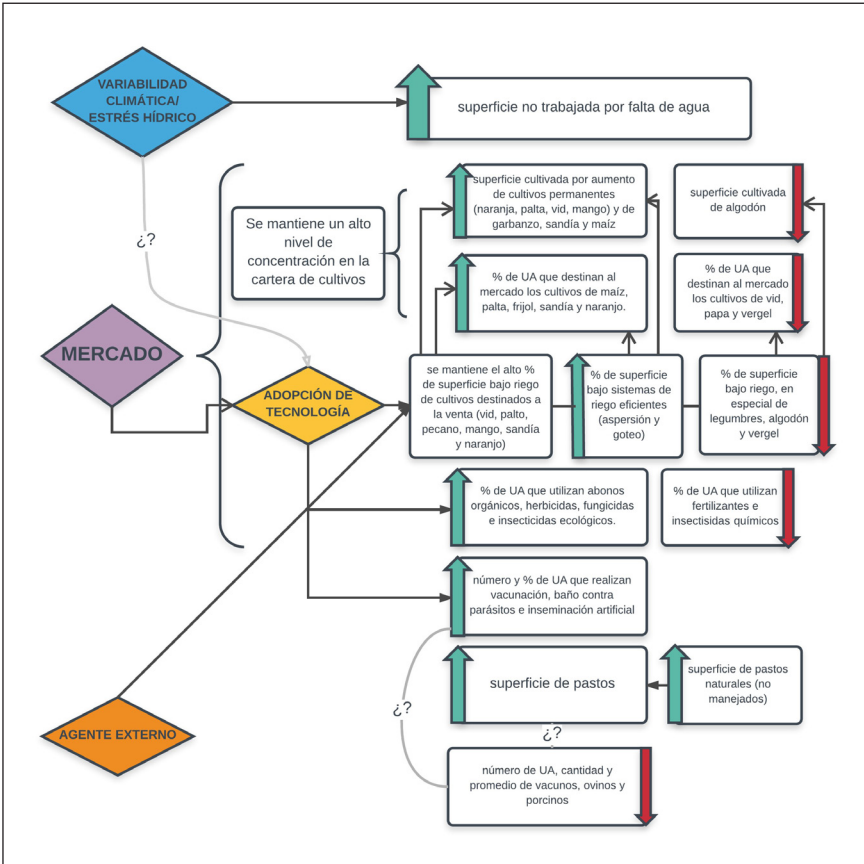 VARIABILIDAD
CLIMÁTICA/
ESTRÉS HÍDRICO
superficie no trabajada por falta de agua
¿?
Se mantiene un alto
nivel de
concentración en la
cartera de cultivos
superficie cultivada por aumento
de cultivos permanentes
(naranja, palta, vid, mango) y de
garbanzo, sandía y maíz
superficie cultivada
de algodón
% de UA que destinan al
mercado los cultivos de maíz,
palta, frijol, sandía y naranjo.
% de UA que
destinan al mercado
los cultivos de vid,
papa y vergel
MERCADO
ADOPCIÓN DE
TECNOLOGÍA
se mantiene el alto %
de superficie bajo riego
de cultivos destinados a
la venta (vid, palto,
pecano, mango, sandía
y naranjo)
% de superficie
bajo sistemas de
riego eficientes
(aspersión y
goteo)
% de superficie
bajo riego, en
especial de
legumbres, algodón
y vergel
% de UA que utilizan abonos
orgánicos, herbicidas, fungicidas
e insecticidas ecológicos.
% de UA que utilizan
fertilizantes e
insectisidas químicos
número y % de UA que realizan
vacunación, baño contra
parásitos e inseminación artificial
superficie de pastos
superficie de pastos
naturales (no
manejados)
¿?
AGENTE EXTERNO
¿?
número de UA, cantidad y
promedio de vacunos, ovinos y
porcinos